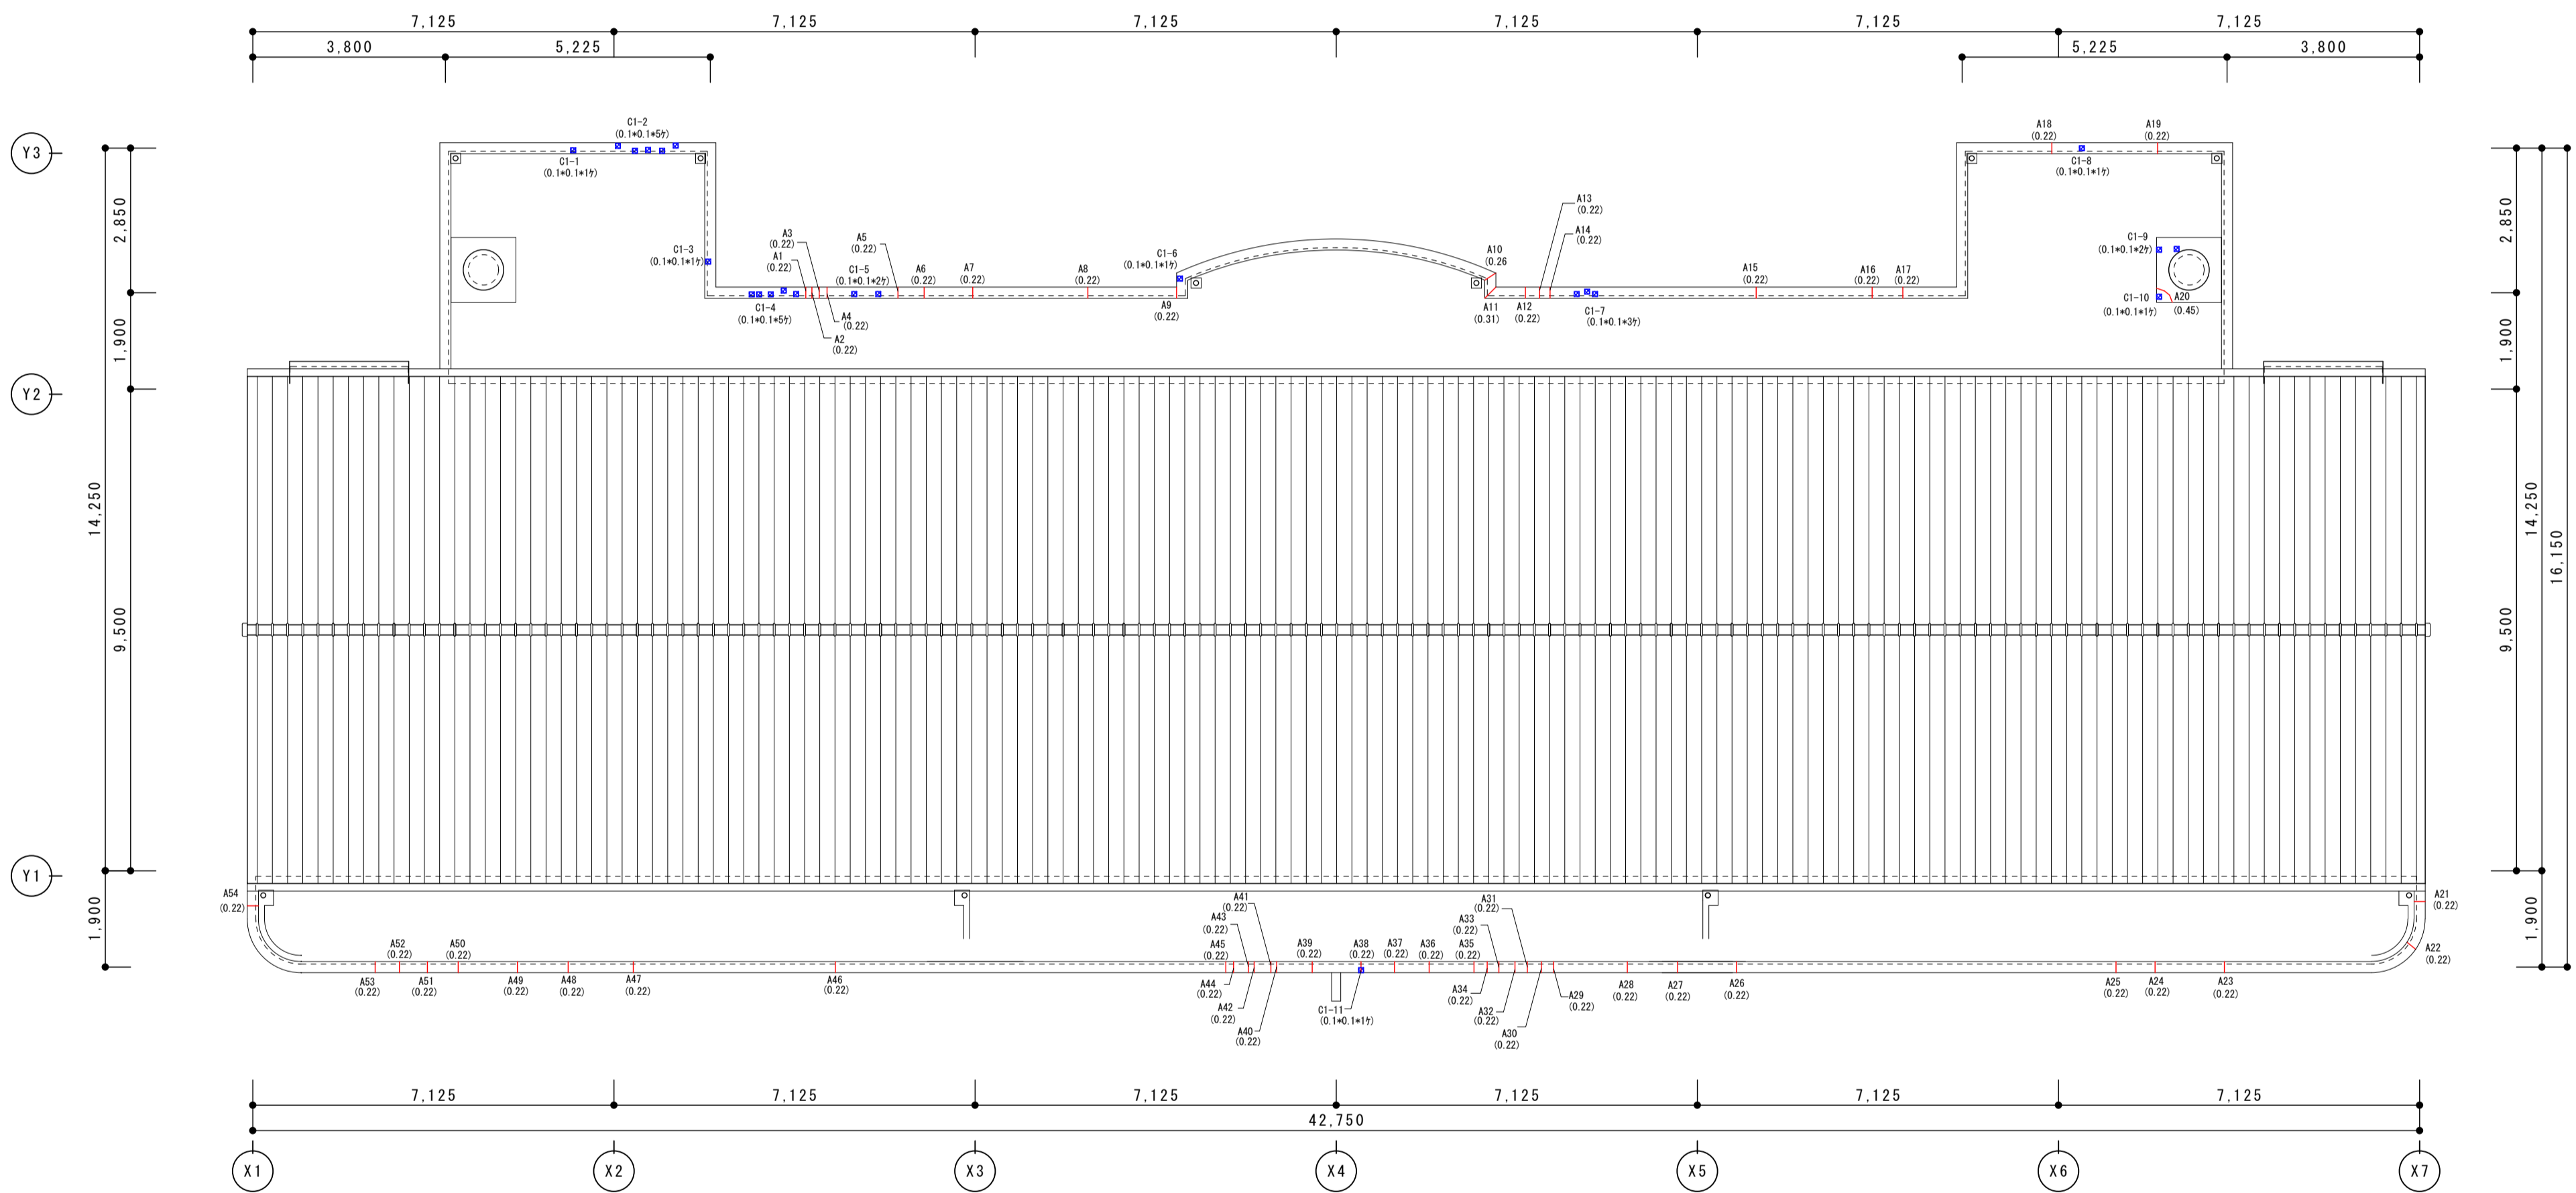 7,125 7,125 7,125 7,125 7,125 7,125
3,800 5,225 5,225 3,800
Y3
C1-2
(0.1*0.1*5ｹ)
C1-1
(0.1*0.1*1ｹ)
A18
(0.22)
A19
(0.22)
C1-8
(0.1*0.1*1ｹ)
2,850
2,850
A13
(0.22)
A14
(0.22)
A3
(0.22)
A1
(0.22)
A5
(0.22)
C1-3
(0.1*0.1*1ｹ)
C1-5
(0.1*0.1*2ｹ)
A6
(0.22)
A7
(0.22)
A8
(0.22)
C1-6
(0.1*0.1*1ｹ)
A10
(0.26
A15
(0.22)
A16
(0.22)
A17
(0.22)
C1-9
(0.1*0.1*2ｹ)
C1-10
(0.1*0.1*1ｹ)
A20
(0.45)
C1-4
(0.1*0.1*5ｹ)
A4
(0.22)
A2
(0.22)
A9
(0.22)
A11
(0.31)
A12
(0.22)
C1-7
(0.1*0.1*3ｹ)
1,900
1,900
Y2
14,250
9,500
9,500
14,250
16,150
Y1
1,900
1,900
A54
(0.22)
A21
(0.22)
A22
(0.22)
A41
(0.22)
A43
(0.22)
A45
(0.22)
A39
(0.22)
A38
(0.22)
A37
(0.22)
A36
(0.22)
A35
(0.22)
A33
(0.22)
A31
(0.22)
A52
(0.22)
A50
(0.22)
A53
(0.22)
A51
(0.22)
A49
(0.22)
A48
(0.22)
A47
(0.22)
A46
(0.22)
A44
(0.22)
A42
(0.22)
A40
(0.22)
C1-11
(0.1*0.1*1ｹ)
A34
(0.22)
A32
(0.22)
A30
(0.22)
A29
(0.22)
A28
(0.22)
A27
(0.22)
A26
(0.22)
A25
(0.22)
A24
(0.22)
A23
(0.22)
7,125 7,125 7,125 7,125 7,125 7,125
42,750
X1 X2 X3 X4 X5 X6 X7